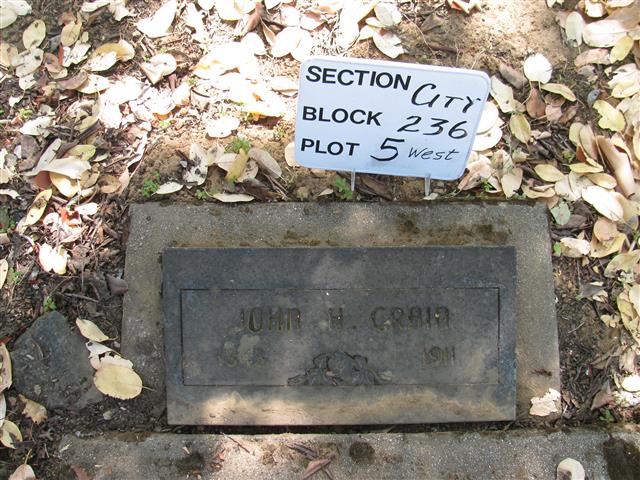 SECTION City
BLOCK 236
PLOT 5 West
JOHN H. CRAIN
1911